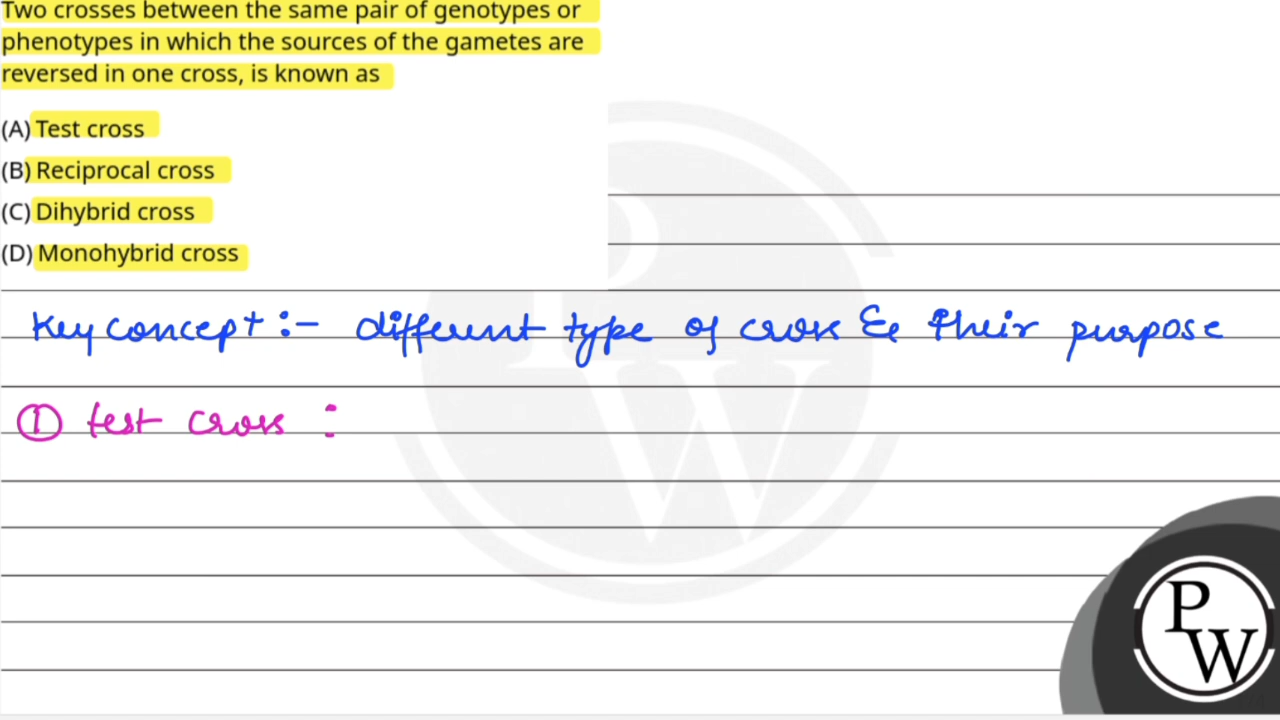 Two crosses between the same pair of genotypes or
phenotypes in which the sources of the gametes are
reversed in one cross, is known as
(A) Test cross
(B) Reciprocal cross
(C) Dihybrid cross
(D) Monohybrid cross
Key concept :- different type of cross & their purpose
① test cross :
PW
PW